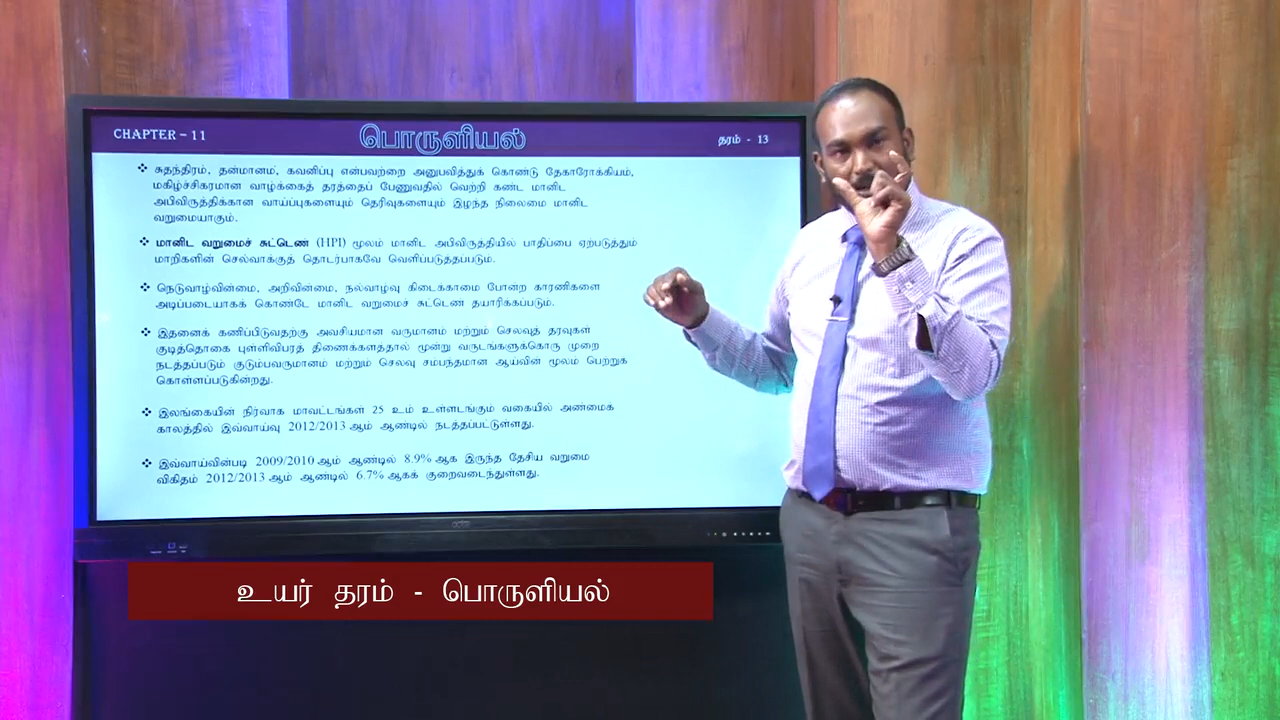 CHAPTER – 11
பொருளியல்
தரம் - 13
❖ சுதந்திரம், தன்மானம், கவனிப்பு என்பவற்றை அனுபவித்துக் கொண்டு தேகாரோக்கியம்,
மகிழ்ச்சிகரமான வாழ்க்கைத் தரத்தைப் பேணுவதில் வெற்றி கண்ட மானிட
அபிவிருத்திக்கான வாய்ப்புகளையும் தெரிவுகளையும் இழந்த நிலைமை மானிட
வறுமையாகும்.
❖ மானிட வறுமைச் சுட்டெண் (HPI) மூலம் மானிட அபிவிருத்தியில் பாதிப்பை ஏற்படுத்தும்
மாறிகளின் செல்வாக்குத் தொடர்பாகவே வெளிப்படுத்தப்படும்.
❖ நெடுவாழ்வின்மை, அறிவின்மை, நல்வாழ்வு கிடைக்காமை போன்ற காரணிகளை
அடிப்படையாகக் கொண்டே மானிட வறுமைச் சுட்டெண் தயாரிக்கப்படும்.
❖ இதனைக் கணிப்பிடுவதற்கு அவசியமான வருமானம் மற்றும் செலவுத் தரவுகள்
குடித்தொகை புள்ளிவிபரத் திணைக்களத்தால் மூன்று வருடங்களுக்கொரு முறை
நடத்தப்படும் குடும்பவருமானம் மற்றும் செலவு சம்பந்தமான ஆய்வின் மூலம் பெற்றுக்
கொள்ளப்படுகின்றது.
❖ இலங்கையின் நிர்வாக மாவட்டங்கள் 25 உம் உள்ளடங்கும் வகையில் அண்மைக்
காலத்தில் இவ்வாய்வு 2012/2013 ஆம் ஆண்டில் நடத்தப்பட்டுள்ளது.
❖ இவ்வாய்வின்படி 2009/2010 ஆம் ஆண்டில் 8.9% ஆக இருந்த தேசிய வறுமை
விகிதம் 2012/2013 ஆம் ஆண்டில் 6.7% ஆகக் குறைவடைந்துள்ளது.
உயர் தரம் - பொருளியல்